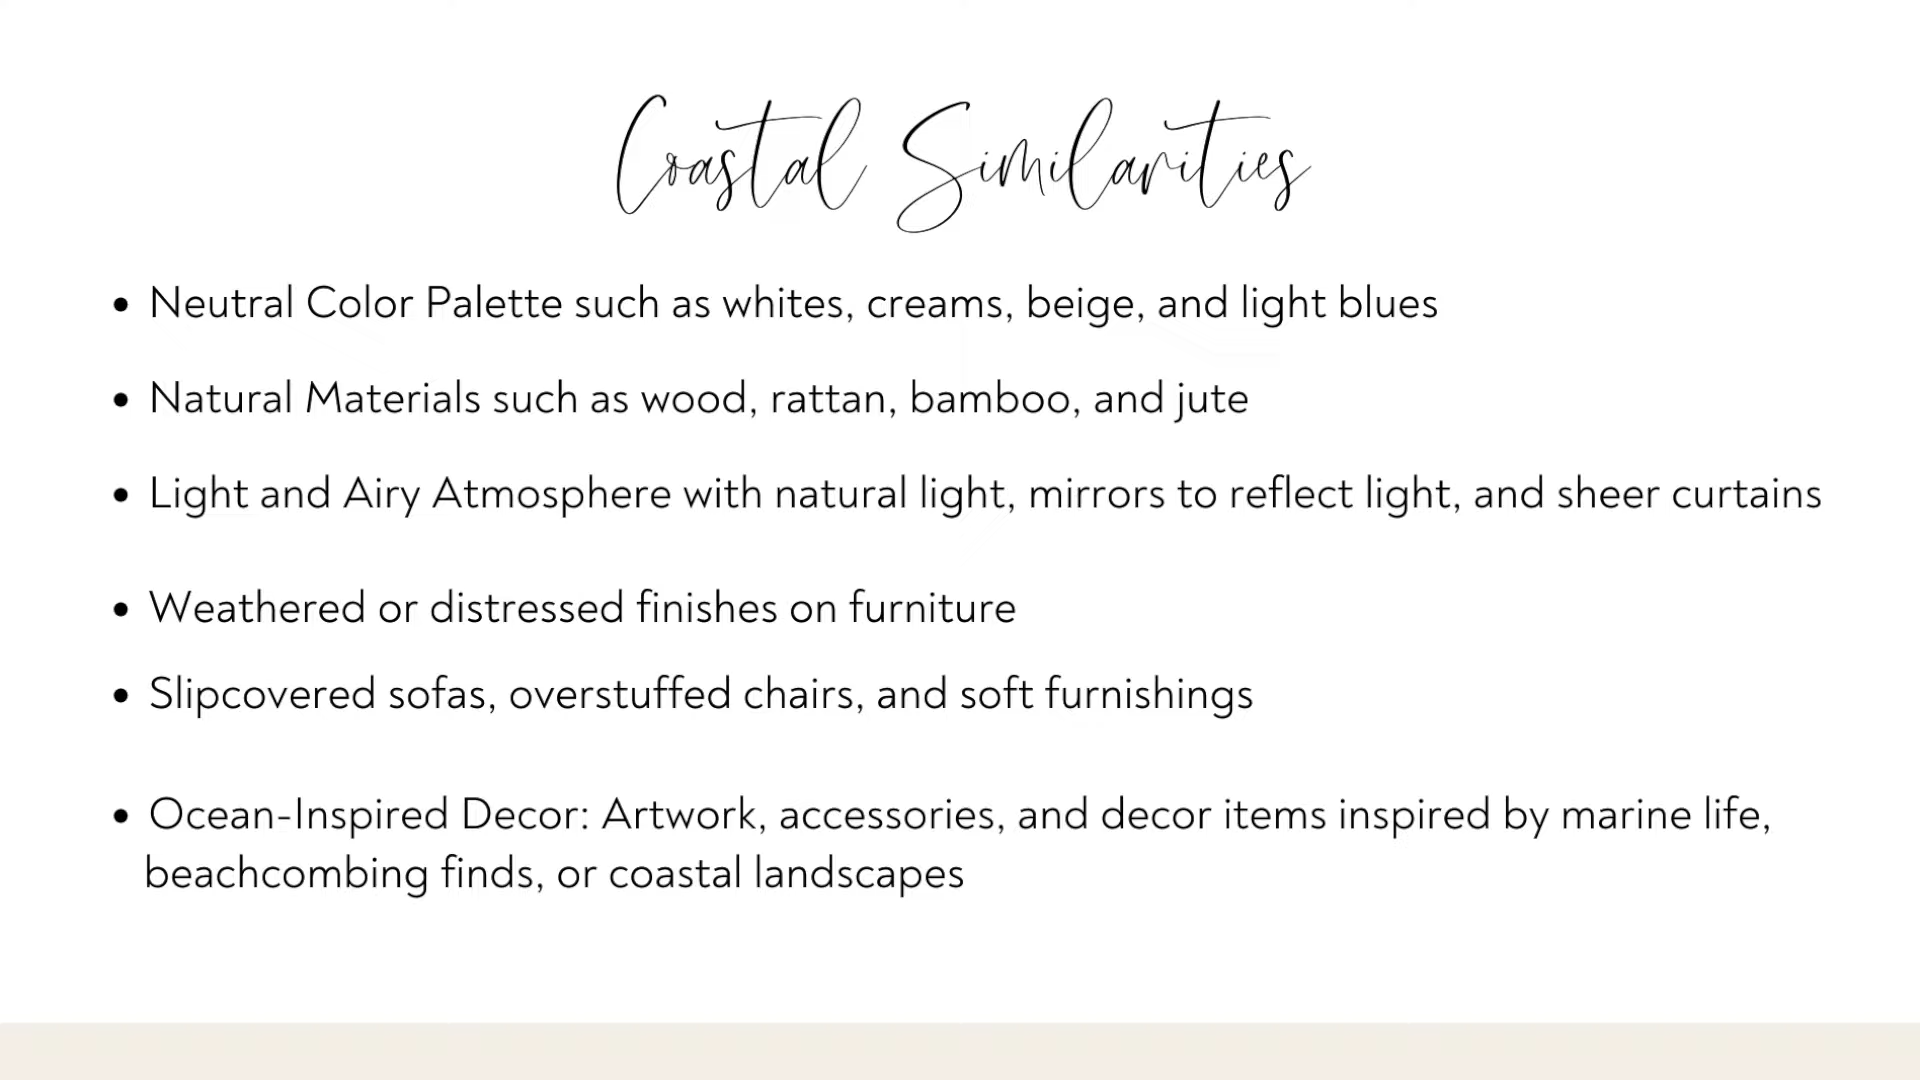 Coastal Similarities
• Neutral Color Palette such as whites, creams, beige, and light blues
• Natural Materials such as wood, rattan, bamboo, and jute
• Light and Airy Atmosphere with natural light, mirrors to reflect light, and sheer curtains
• Weathered or distressed finishes on furniture
• Slipcovered sofas, overstuffed chairs, and soft furnishings
• Ocean-Inspired Decor: Artwork, accessories, and decor items inspired by marine life,
beachcombing finds, or coastal landscapes